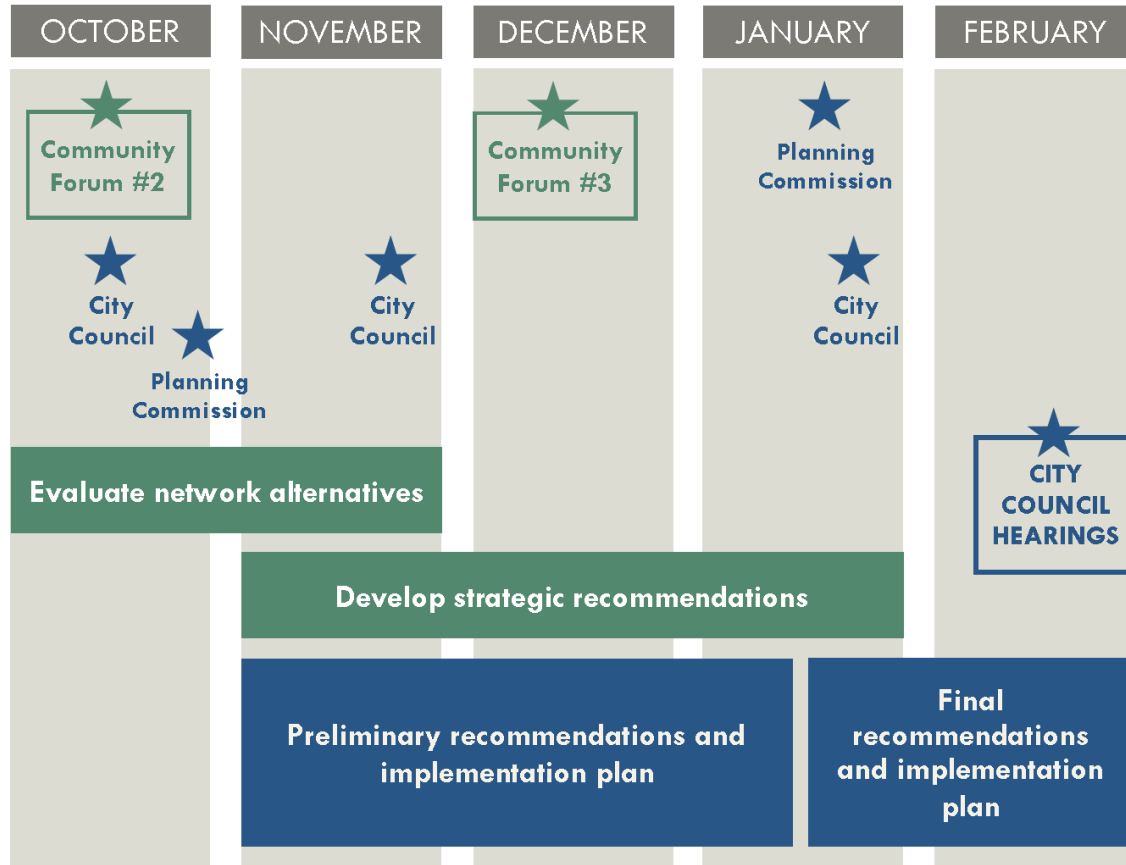 OCTOBER
NOVEMBER
DECEMBER
JANUARY
FEBRUARY
Community
Forum #2
Community
Forum #3
Planning
Commission
City
Council
City
Council
City
Council
Planning
Commission
Evaluate network alternatives
CITY
COUNCIL
HEARINGS
Develop strategic recommendations
Preliminary recommendations and
implementation plan
Final
recommendations
and implementation
plan